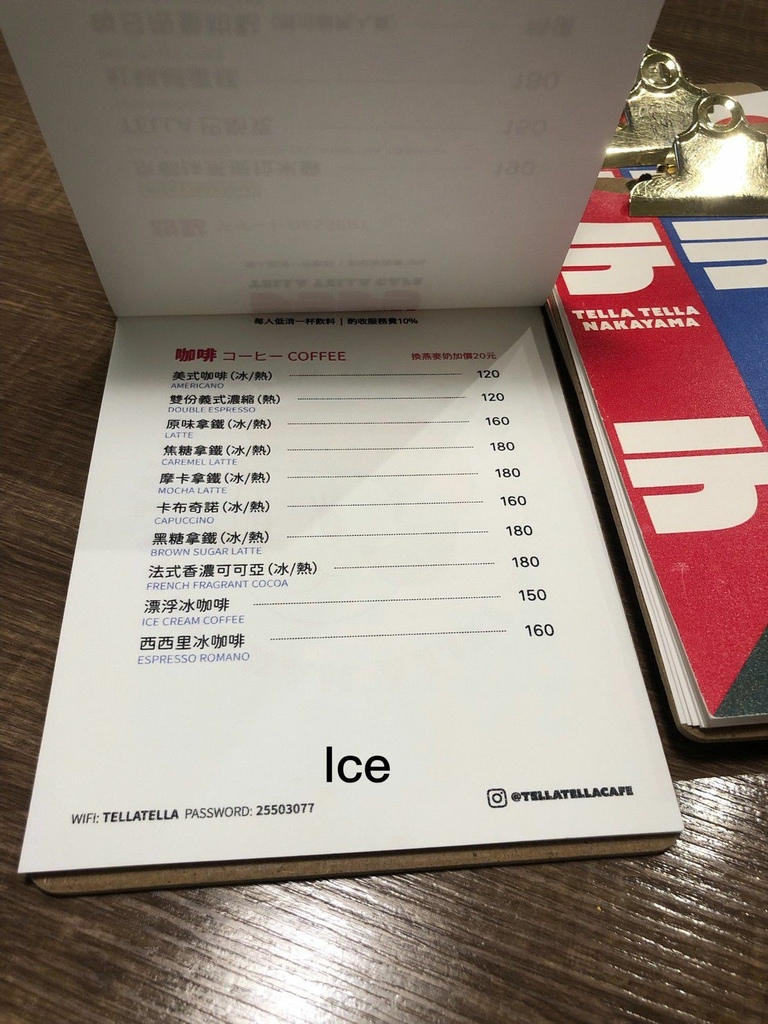 每人低消一杯飲料 | 酌收服務費10%
咖啡 コーヒー COFFEE 換燕麥奶加價20元
美式咖啡(冰/熱) 120
AMERICANO
雙份義式濃縮(熱) 120
DOUBLE ESPRESSO
原味拿鐵(冰/熱) 160
LATTE
焦糖拿鐵(冰/熱) 180
CAREMEL LATTE
摩卡拿鐵(冰/熱) 180
MOCHA LATTE
卡布奇諾(冰/熱) 160
CAPUCCINO
黑糖拿鐵(冰/熱) 180
BROWN SUGAR LATTE
法式香濃可可亞(冰/熱) 180
FRENCH FRAGRANT COCOA
漂浮冰咖啡 150
ICE CREAM COFFEE
西西里冰咖啡 160
ESPRESSO ROMANO
Ice
WIFI: TELLATELLA PASSWORD: 25503077
@TELLATELLACAFE
TELLA TELLA
NAKAYAMA